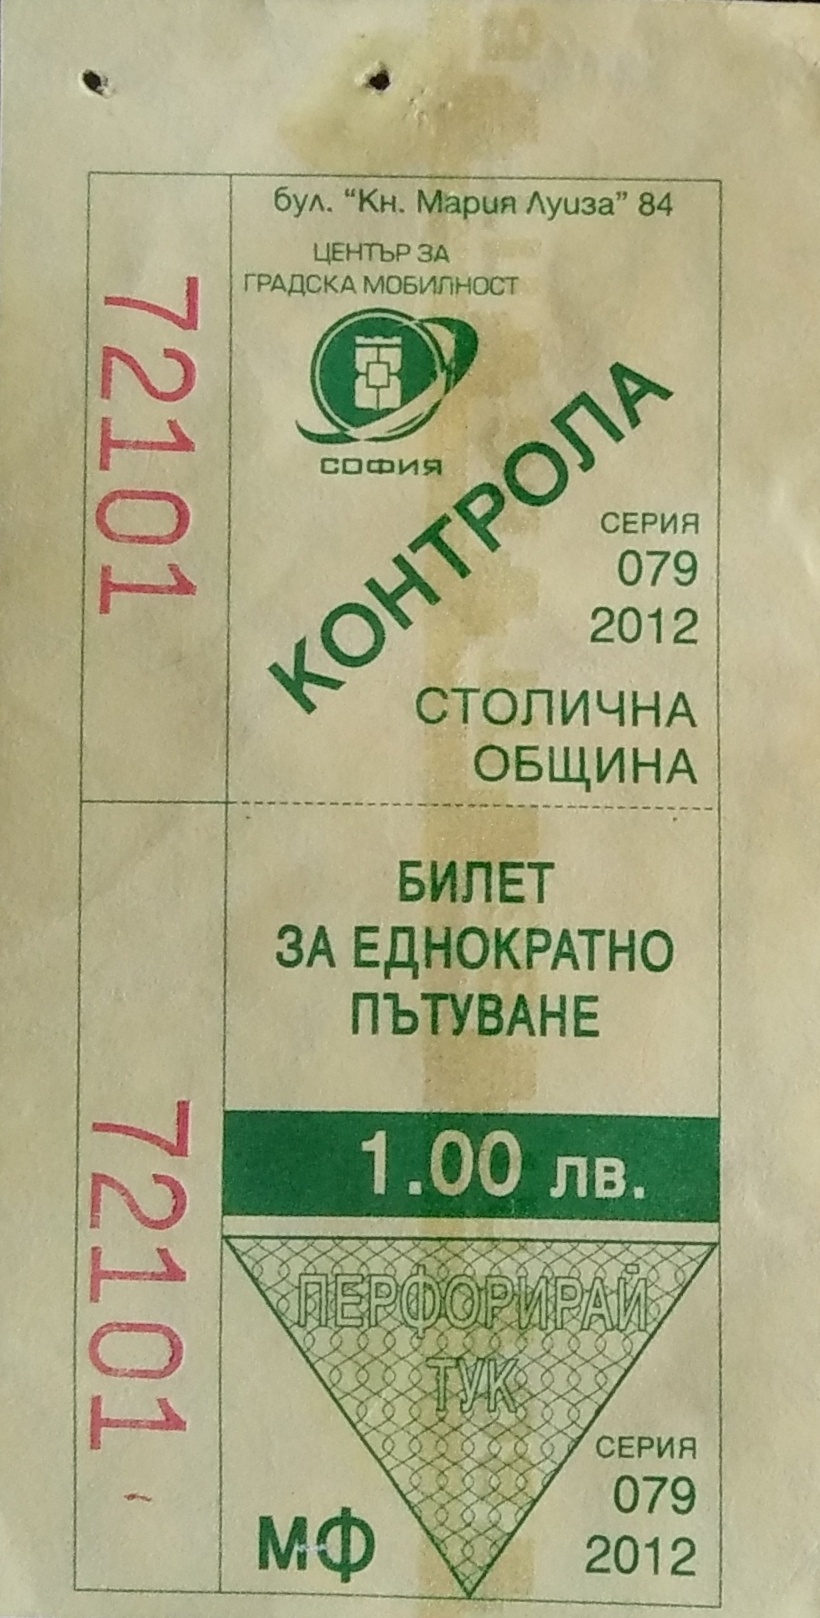 бул. "Кн. Мария Луиза" 84
ЦЕНТЪР ЗА
ГРАДСКА МОБИЛНОСТ
СОФИЯ
КОНТРОЛА
72101
СЕРИЯ
079
2012
СТОЛИЧНА
ОБЩИНА
БИЛЕТ
ЗА ЕДНОКРАТНО
ПЪТУВАНЕ
1.00 лв.
72101
ПЕРФОРИРАЙ
ТУК
СЕРИЯ
079
2012
МФ